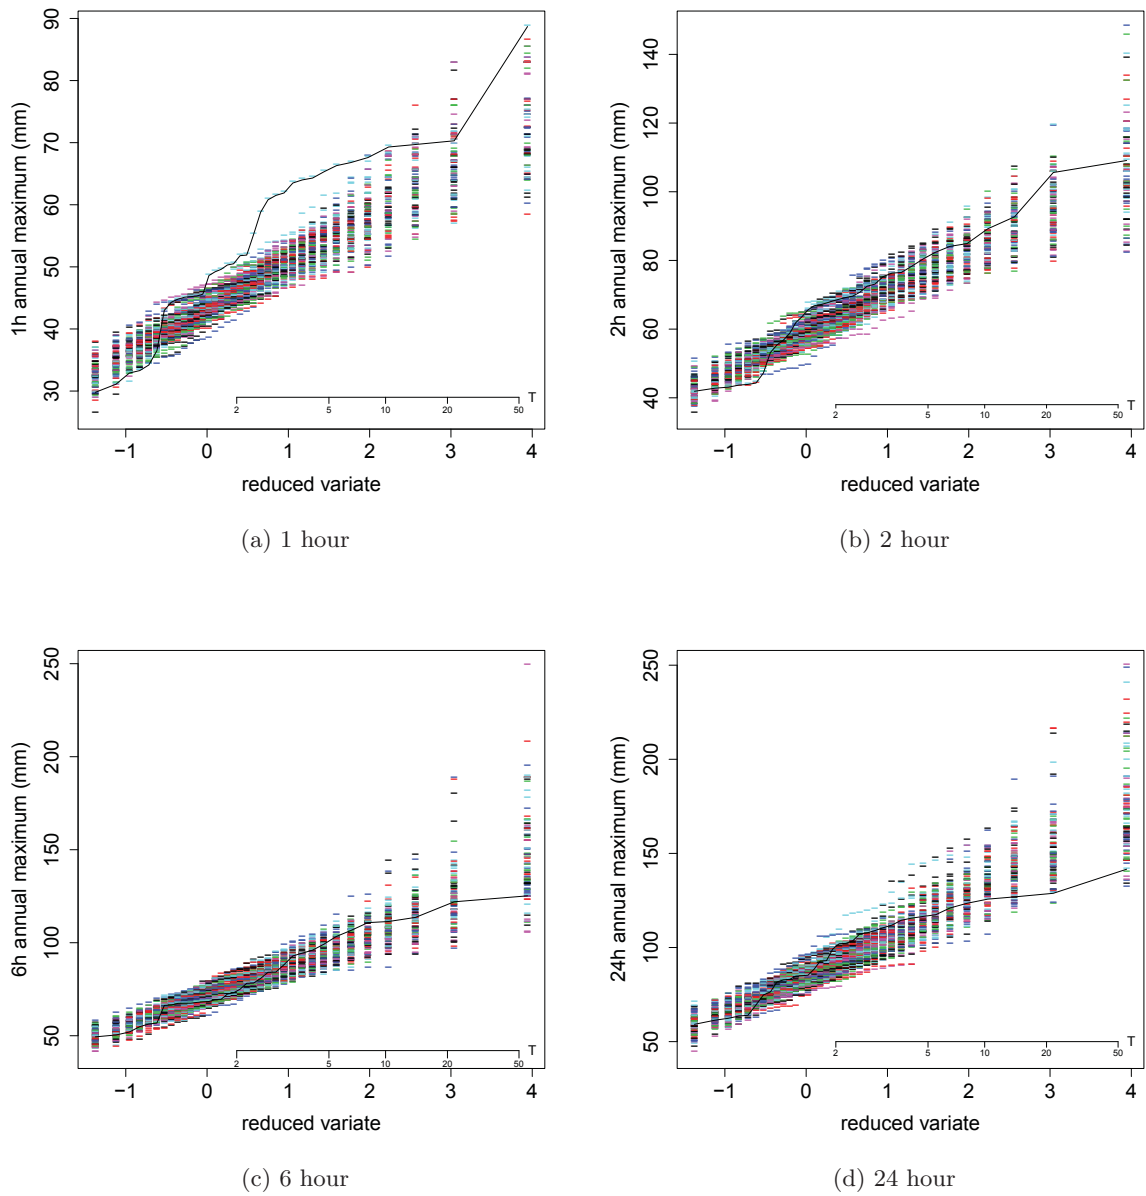 1h annual maximum (mm)
90
80
70
60
50
40
30
2 5 10 20 50 T
−1 0 1 2 3 4
reduced variate
(a) 1 hour
2h annual maximum (mm)
140
120
100
80
60
40
2 5 10 20 50 T
−1 0 1 2 3 4
reduced variate
(b) 2 hour
6h annual maximum (mm)
250
200
150
100
50
2 5 10 20 50 T
−1 0 1 2 3 4
reduced variate
(c) 6 hour
24h annual maximum (mm)
250
200
150
100
50
2 5 10 20 50 T
−1 0 1 2 3 4
reduced variate
(d) 24 hour